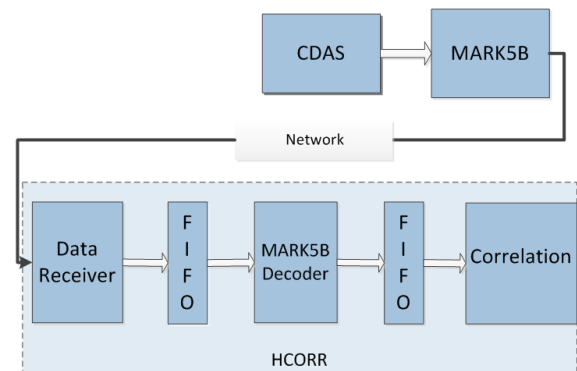 CDAS
MARK5B
Network
Data
Receiver
F
I
F
O
MARK5B
Decoder
F
I
F
O
Correlation
HCORR